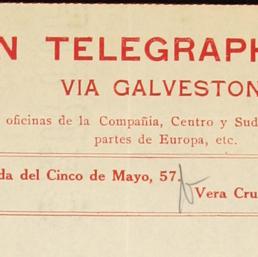 N TELEGRAPH
VIA GALVESTON
oficinas de la Compañía, Centro y Sud
partes de Europa, etc.
da del Cinco de Mayo, 57.
Vera Cru